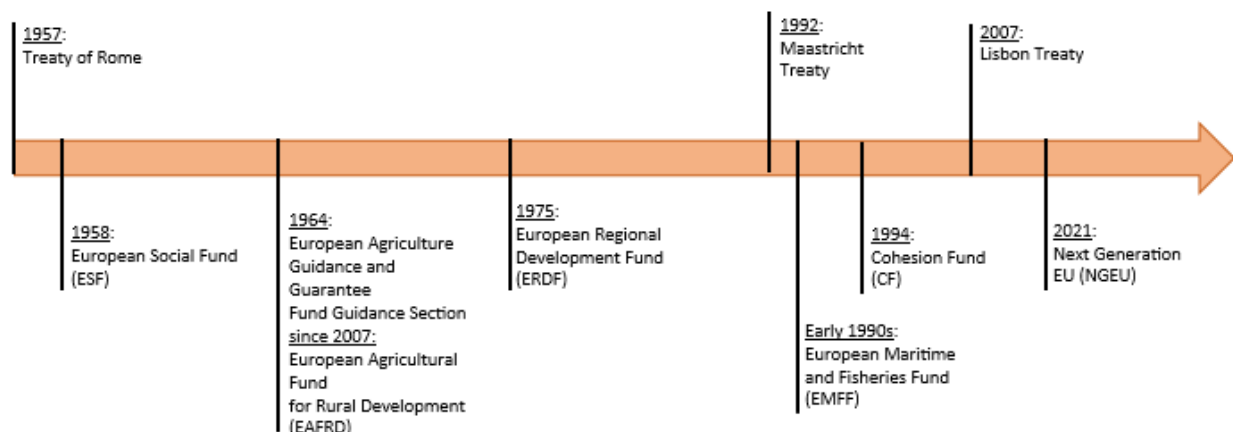 1957:
Treaty of Rome
1992:
Maastricht
Treaty
2007:
Lisbon Treaty
1958:
European Social Fund
(ESF)
1964:
European Agriculture
Guidance and
Guarantee
Fund Guidance Section
since 2007:
European Agricultural
Fund
for Rural Development
(EAFRD)
1975:
European Regional
Development Fund
(ERDF)
Early 1990s:
European Maritime
and Fisheries Fund
(EMFF)
1994:
Cohesion Fund
(CF)
2021:
Next Generation
EU (NGEU)